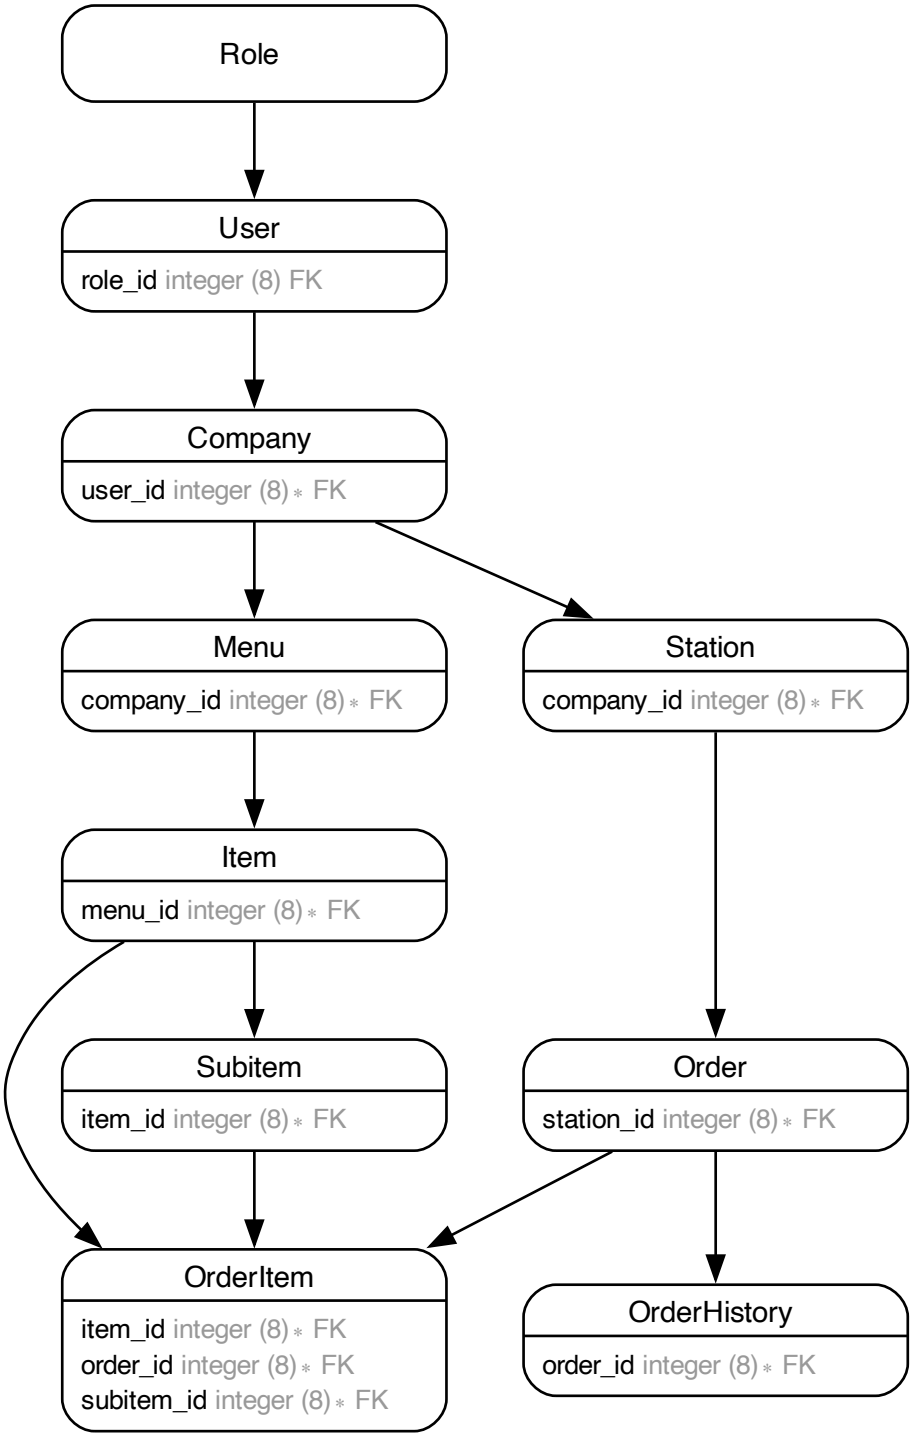 Role
User
role_id integer (8) FK
Company
user_id integer (8) ∗ FK
Menu
company_id integer (8) ∗ FK
Station
company_id integer (8) ∗ FK
Item
menu_id integer (8) ∗ FK
Subitem
item_id integer (8) ∗ FK
Order
station_id integer (8) ∗ FK
OrderItem
item_id integer (8) ∗ FK
order_id integer (8) ∗ FK
subitem_id integer (8) ∗ FK
OrderHistory
order_id integer (8) ∗ FK